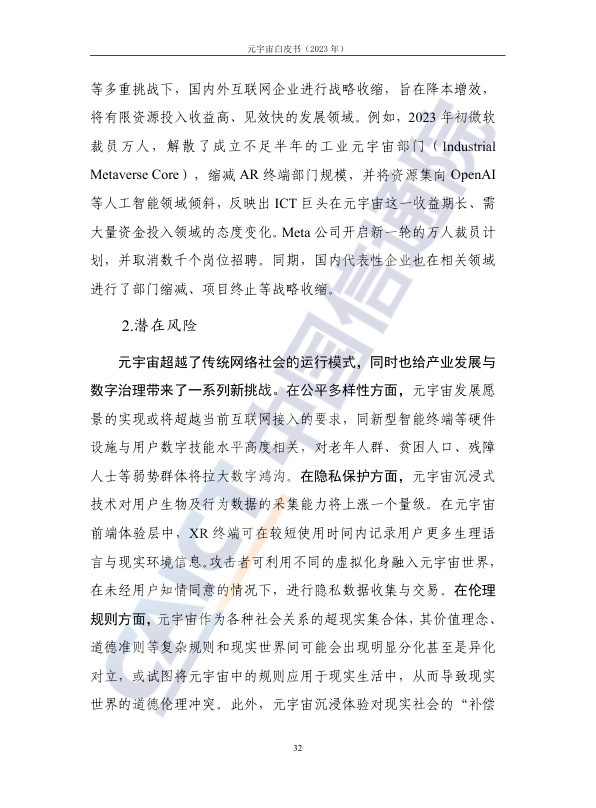 元宇宙白皮书（2023 年）
等多重挑战下，国内外互联网企业进行战略收缩，旨在降本增效，
将有限资源投入收益高、见效快的发展领域。例如，2023 年初微软
裁员万人，解散了成立不足半年的工业元宇宙部门（Industrial
Metaverse Core），缩减 AR 终端部门规模，并将资源集向 OpenAI
等人工智能领域倾斜，反映出 ICT 巨头在元宇宙这一收益期长、需
大量资金投入领域的态度变化。Meta 公司开启新一轮的万人裁员计
划，并取消数千个岗位招聘。同期，国内代表性企业也在相关领域
进行了部门缩减、项目终止等战略收缩。
2.潜在风险
元宇宙超越了传统网络社会的运行模式，同时也给产业发展与
数字治理带来了一系列新挑战。在公平多样性方面，元宇宙发展愿
景的实现或将超越当前互联网接入的要求，同新型智能终端等硬件
设施与用户数字技能水平高度相关，对老年人群、贫困人口、残障
人士等弱势群体将拉大数字鸿沟。在隐私保护方面，元宇宙沉浸式
技术对用户生物及行为数据的采集能力将上涨一个量级。在元宇宙
前端体验层中，XR 终端可在较短使用时间内记录用户更多生理语
言与现实环境信息。攻击者可利用不同的虚拟化身融入元宇宙世界，
在未经用户知情同意的情况下，进行隐私数据收集与交易。在伦理
规则方面，元宇宙作为各种社会关系的超现实集合体，其价值理念、
道德准则等复杂规则和现实世界间可能会出现明显分化甚至是异化
对立，或试图将元宇宙中的规则应用于现实生活中，从而导致现实
世界的道德伦理冲突。此外，元宇宙沉浸体验对现实社会的“补偿
32
CAICT 中国信通院